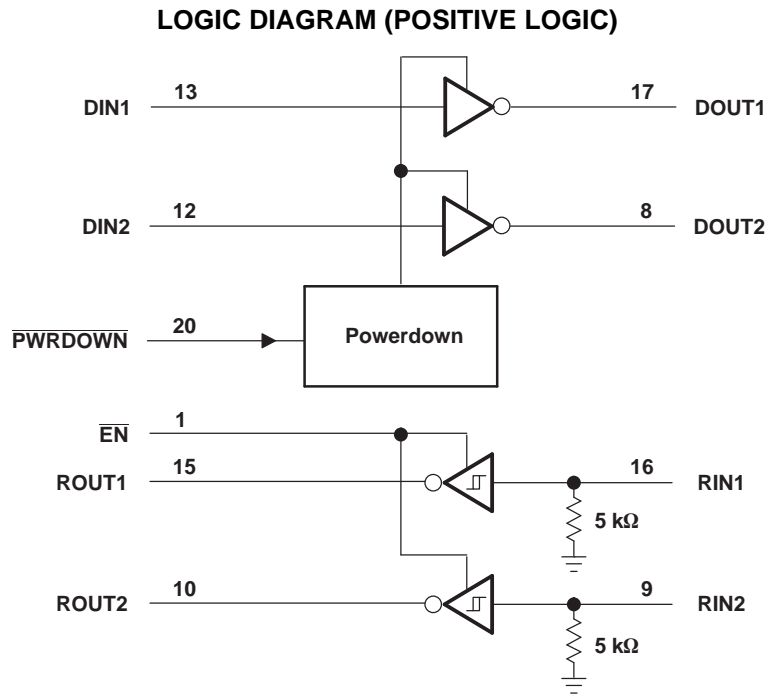 LOGIC DIAGRAM (POSITIVE LOGIC)
DIN1 13 17 DOUT1
DIN2 12 8 DOUT2
PWRDOWN 20 Powerdown
EN 1
ROUT1 15 16 RIN1
5 kΩ
ROUT2 10 9 RIN2
5 kΩ